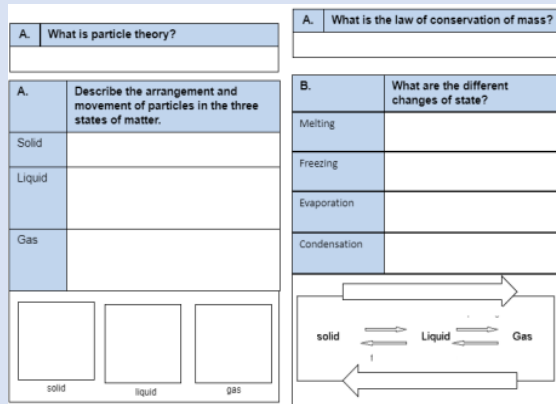 A. What is particle theory?
A. Describe the arrangement and
movement of particles in the three
states of matter.
Solid
Liquid
Gas
solid
liquid
gas
A. What is the law of conservation of mass?
B. What are the different
changes of state?
Melting
Freezing
Evaporation
Condensation
solid Liquid Gas